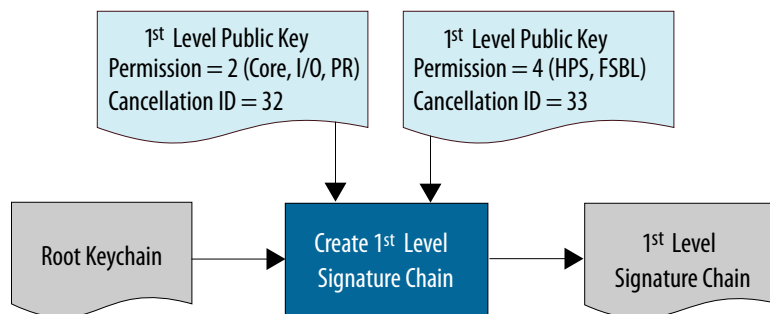 1st Level Public Key
Permission = 2 (Core, I/O, PR)
Cancellation ID = 32
1st Level Public Key
Permission = 4 (HPS, FSBL)
Cancellation ID = 33
Root Keychain
Create 1st Level
Signature Chain
1st Level
Signature Chain